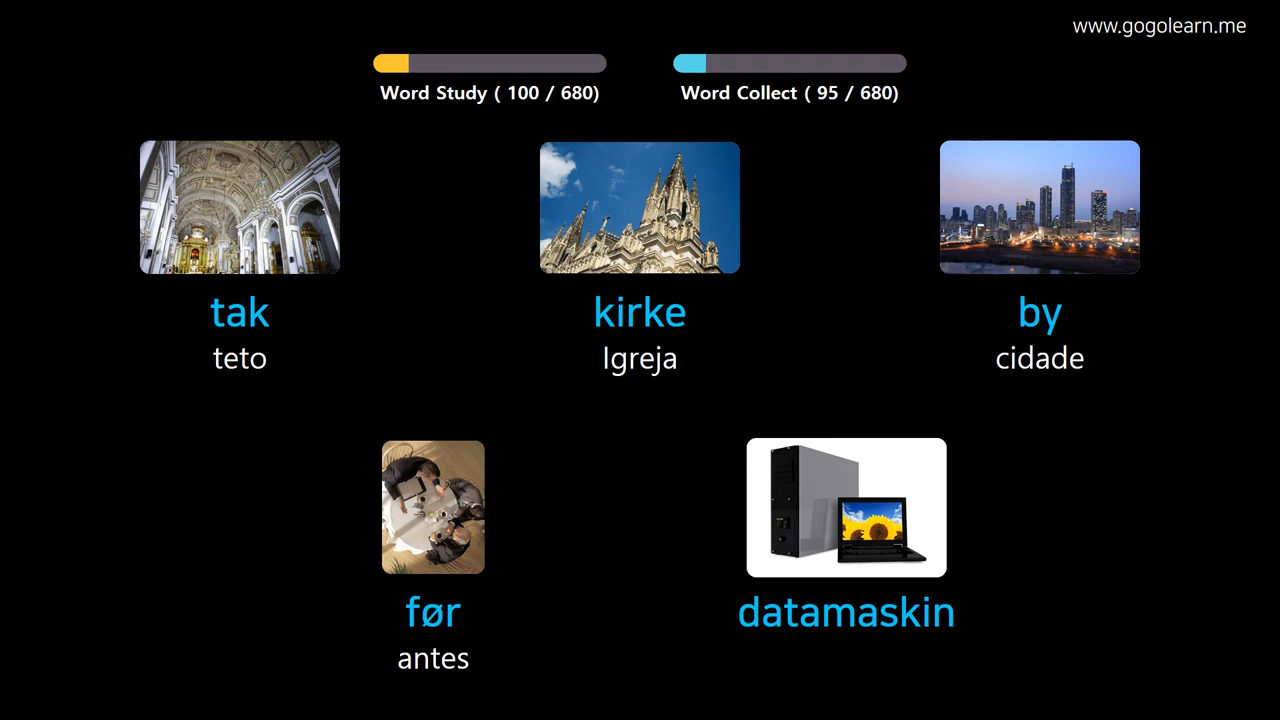 www.gogolearn.me
Word Study ( 100 / 680)
Word Collect ( 95 / 680)
tak
teto
kirke
Igreja
by
cidade
før
antes
datamaskin